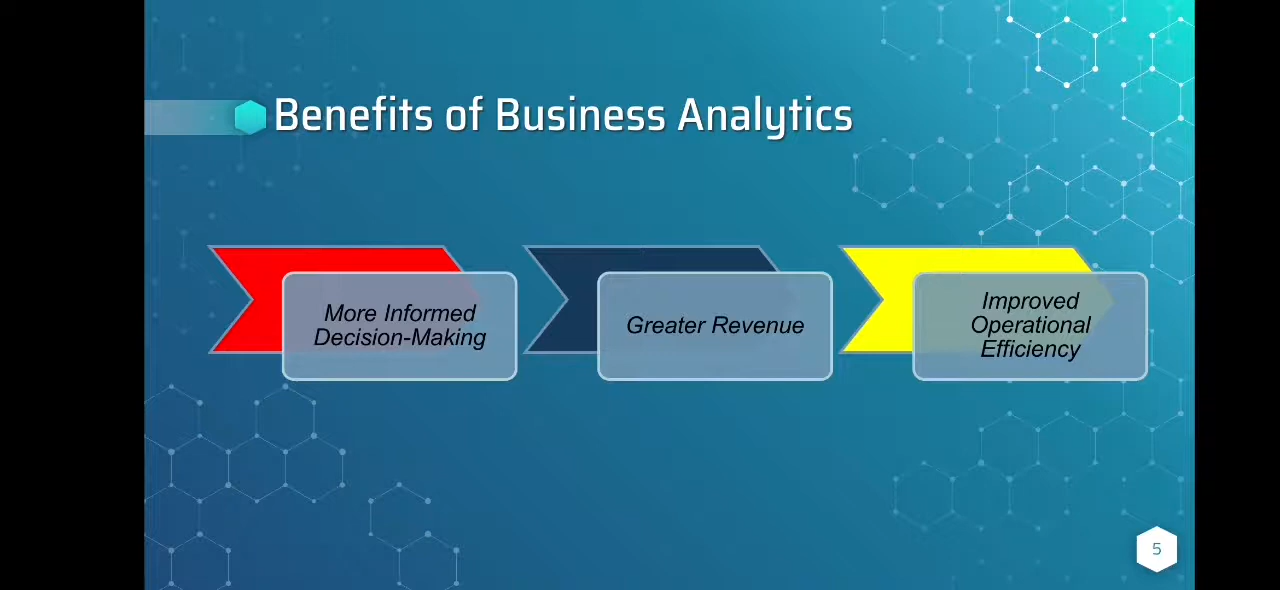 Benefits of Business Analytics
More Informed
Decision-Making
Greater Revenue
Improved
Operational
Efficiency
5